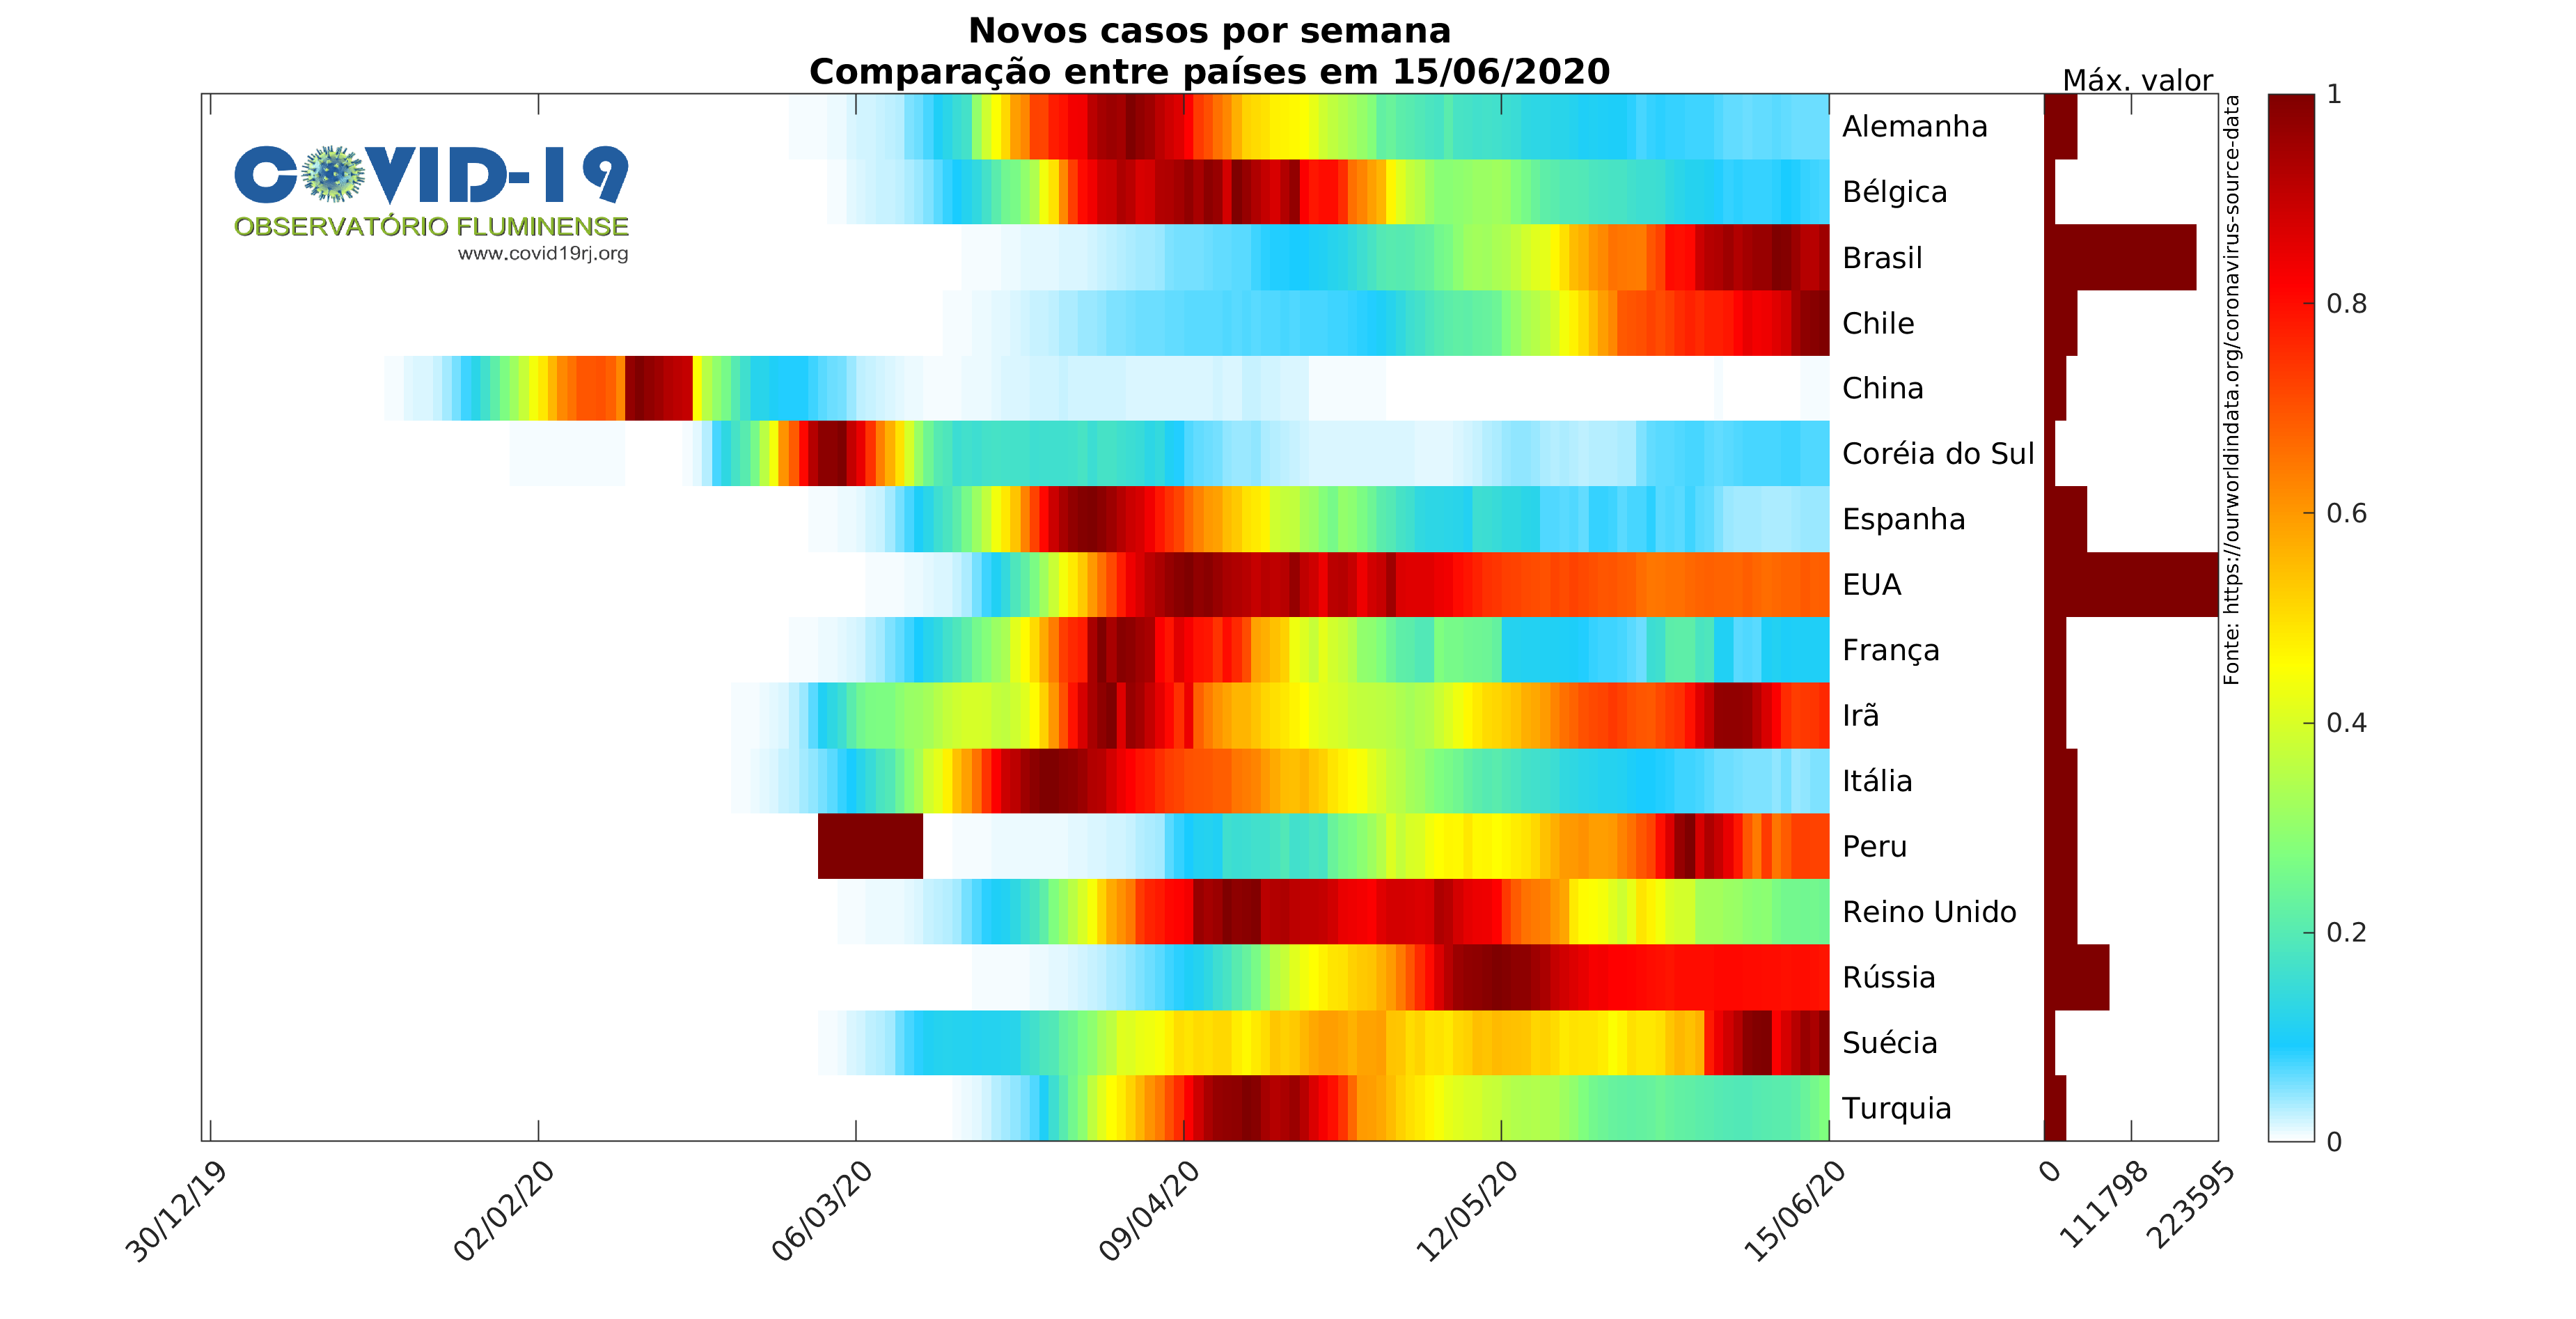 Novos casos por semana
Comparação entre países em 15/06/2020
Máx. valor
COVID-19
OBSERVATÓRIO FLUMINENSE
www.covid19rj.org
Alemanha
Bélgica
Brasil
Chile
China
Coréia do Sul
Espanha
EUA
França
Irã
Itália
Peru
Reino Unido
Rússia
Suécia
Turquia
Fonte: https://ourworldindata.org/coronavirus-source-data
1
0.8
0.6
0.4
0.2
0
30/12/19
02/02/20
06/03/20
09/04/20
12/05/20
15/06/20
0
111798
223595